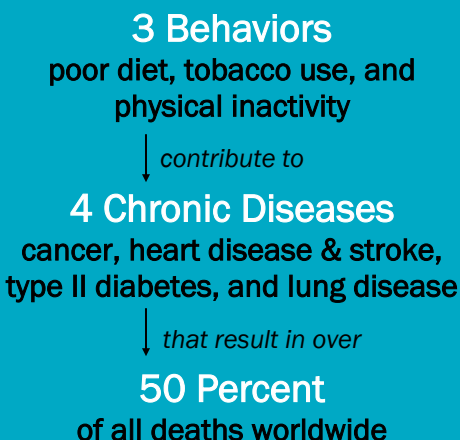 3 Behaviors
poor diet, tobacco use, and
physical inactivity
contribute to
4 Chronic Diseases
cancer, heart disease & stroke,
type II diabetes, and lung disease
that result in over
50 Percent
of all deaths worldwide